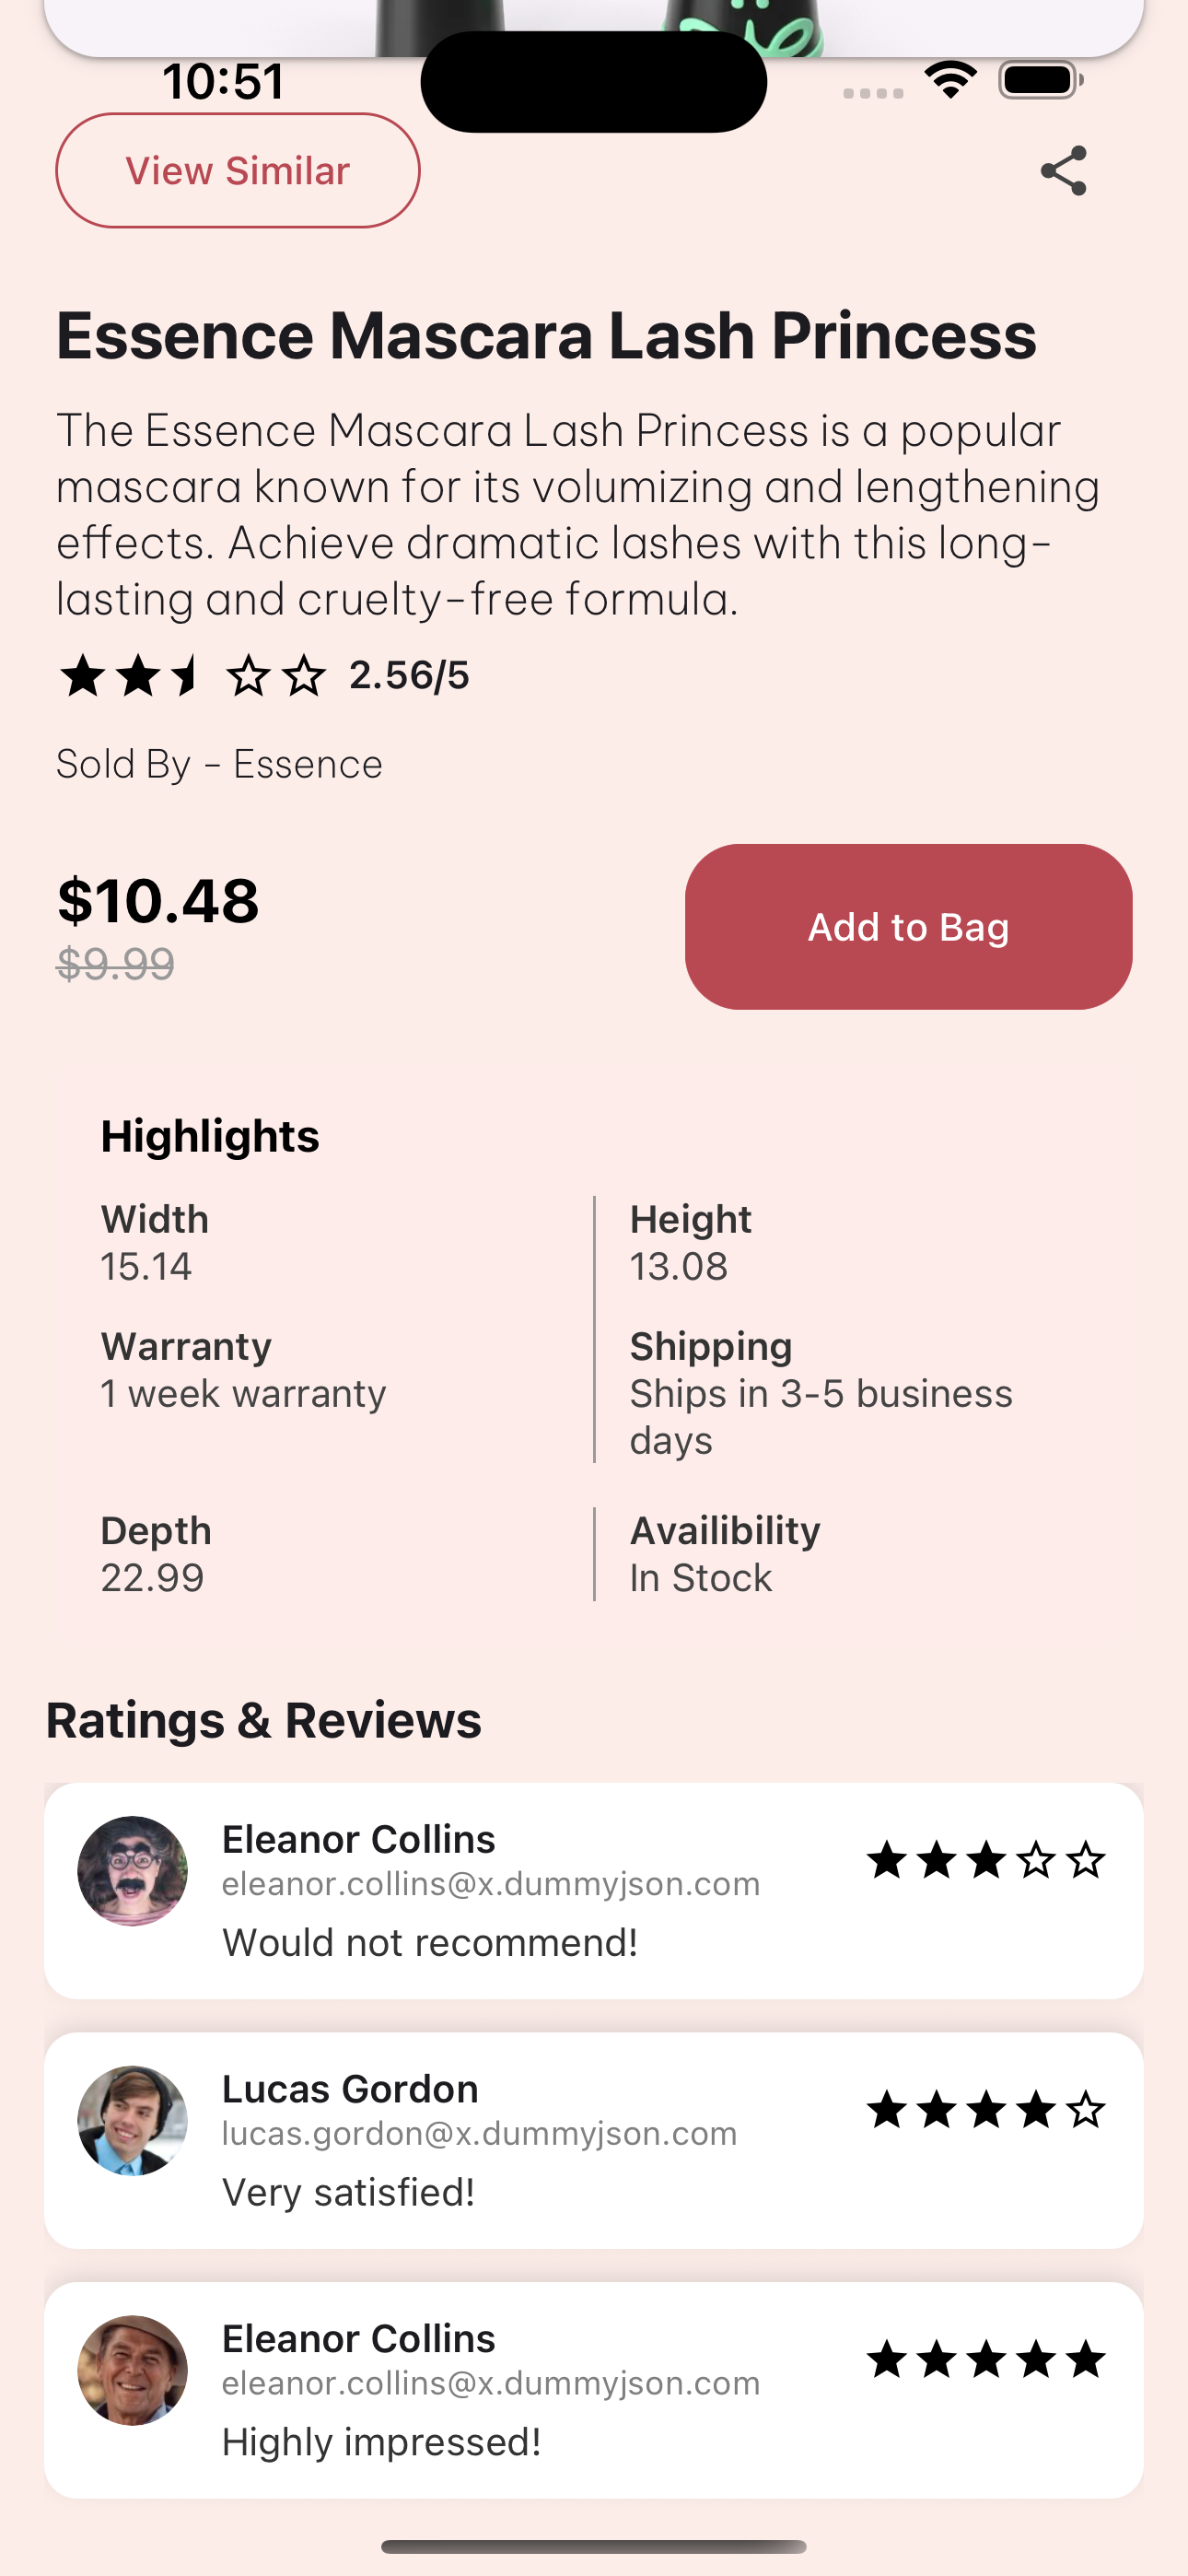 10:51
View Similar
Essence Mascara Lash Princess
The Essence Mascara Lash Princess is a popular
mascara known for its volumizing and lengthening
effects. Achieve dramatic lashes with this long-
lasting and cruelty-free formula.
2.56/5
Sold By - Essence
$10.48
$9.99
Add to Bag
Highlights
Width
15.14
Height
13.08
Warranty
1 week warranty
Shipping
Ships in 3-5 business
days
Depth
22.99
Availibility
In Stock
Ratings & Reviews
Eleanor Collins
eleanor.collins@x.dummyjson.com
Would not recommend!
Lucas Gordon
lucas.gordon@x.dummyjson.com
Very satisfied!
Eleanor Collins
eleanor.collins@x.dummyjson.com
Highly impressed!